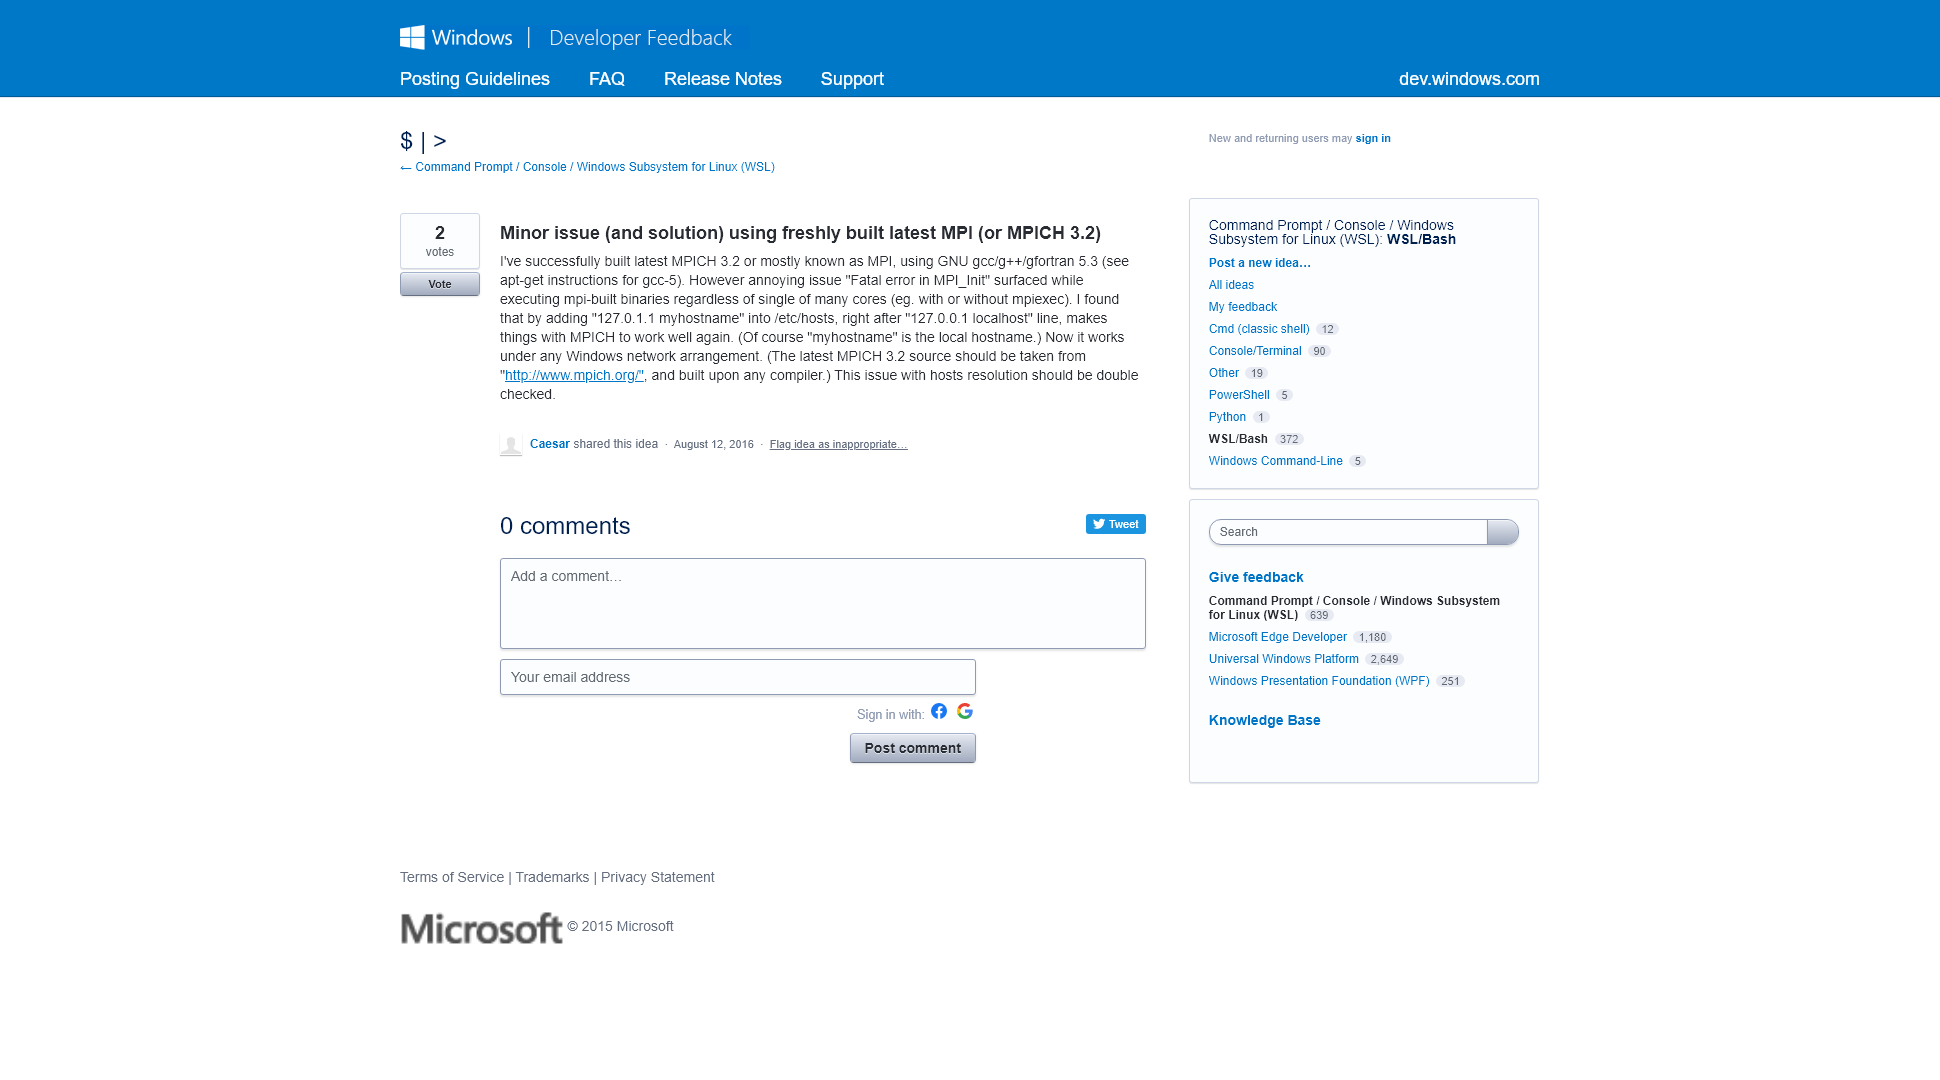 Windows | Developer Feedback
Posting Guidelines FAQ Release Notes Support dev.windows.com
$ | >
← Command Prompt / Console / Windows Subsystem for Linux (WSL)
New and returning users may sign in
2
votes
Vote
Minor issue (and solution) using freshly built latest MPI (or MPICH 3.2)
I've successfully built latest MPICH 3.2 or mostly known as MPI, using GNU gcc/g++/gfortran 5.3 (see
apt-get instructions for gcc-5). However annoying issue "Fatal error in MPI_Init" surfaced while
executing mpi-built binaries regardless of single of many cores (eg. with or without mpiexec). I found
that by adding "127.0.1.1 myhostname" into /etc/hosts, right after "127.0.0.1 localhost" line, makes
things with MPICH to work well again. (Of course "myhostname" is the local hostname.) Now it works
under any Windows network arrangement. (The latest MPICH 3.2 source should be taken from
"http://www.mpich.org/", and built upon any compiler.) This issue with hosts resolution should be double
checked.
Caesar shared this idea · August 12, 2016 · Flag idea as inappropriate…
0 comments
Tweet
Add a comment…
Your email address
Sign in with:
Post comment
Command Prompt / Console / Windows
Subsystem for Linux (WSL): WSL/Bash
Post a new idea…
All ideas
My feedback
Cmd (classic shell) 12
Console/Terminal 90
Other 19
PowerShell 5
Python 1
WSL/Bash 372
Windows Command-Line 5
Search
Give feedback
Command Prompt / Console / Windows Subsystem
for Linux (WSL) 639
Microsoft Edge Developer 1,180
Universal Windows Platform 2,649
Windows Presentation Foundation (WPF) 251
Knowledge Base
Terms of Service | Trademarks | Privacy Statement
Microsoft © 2015 Microsoft